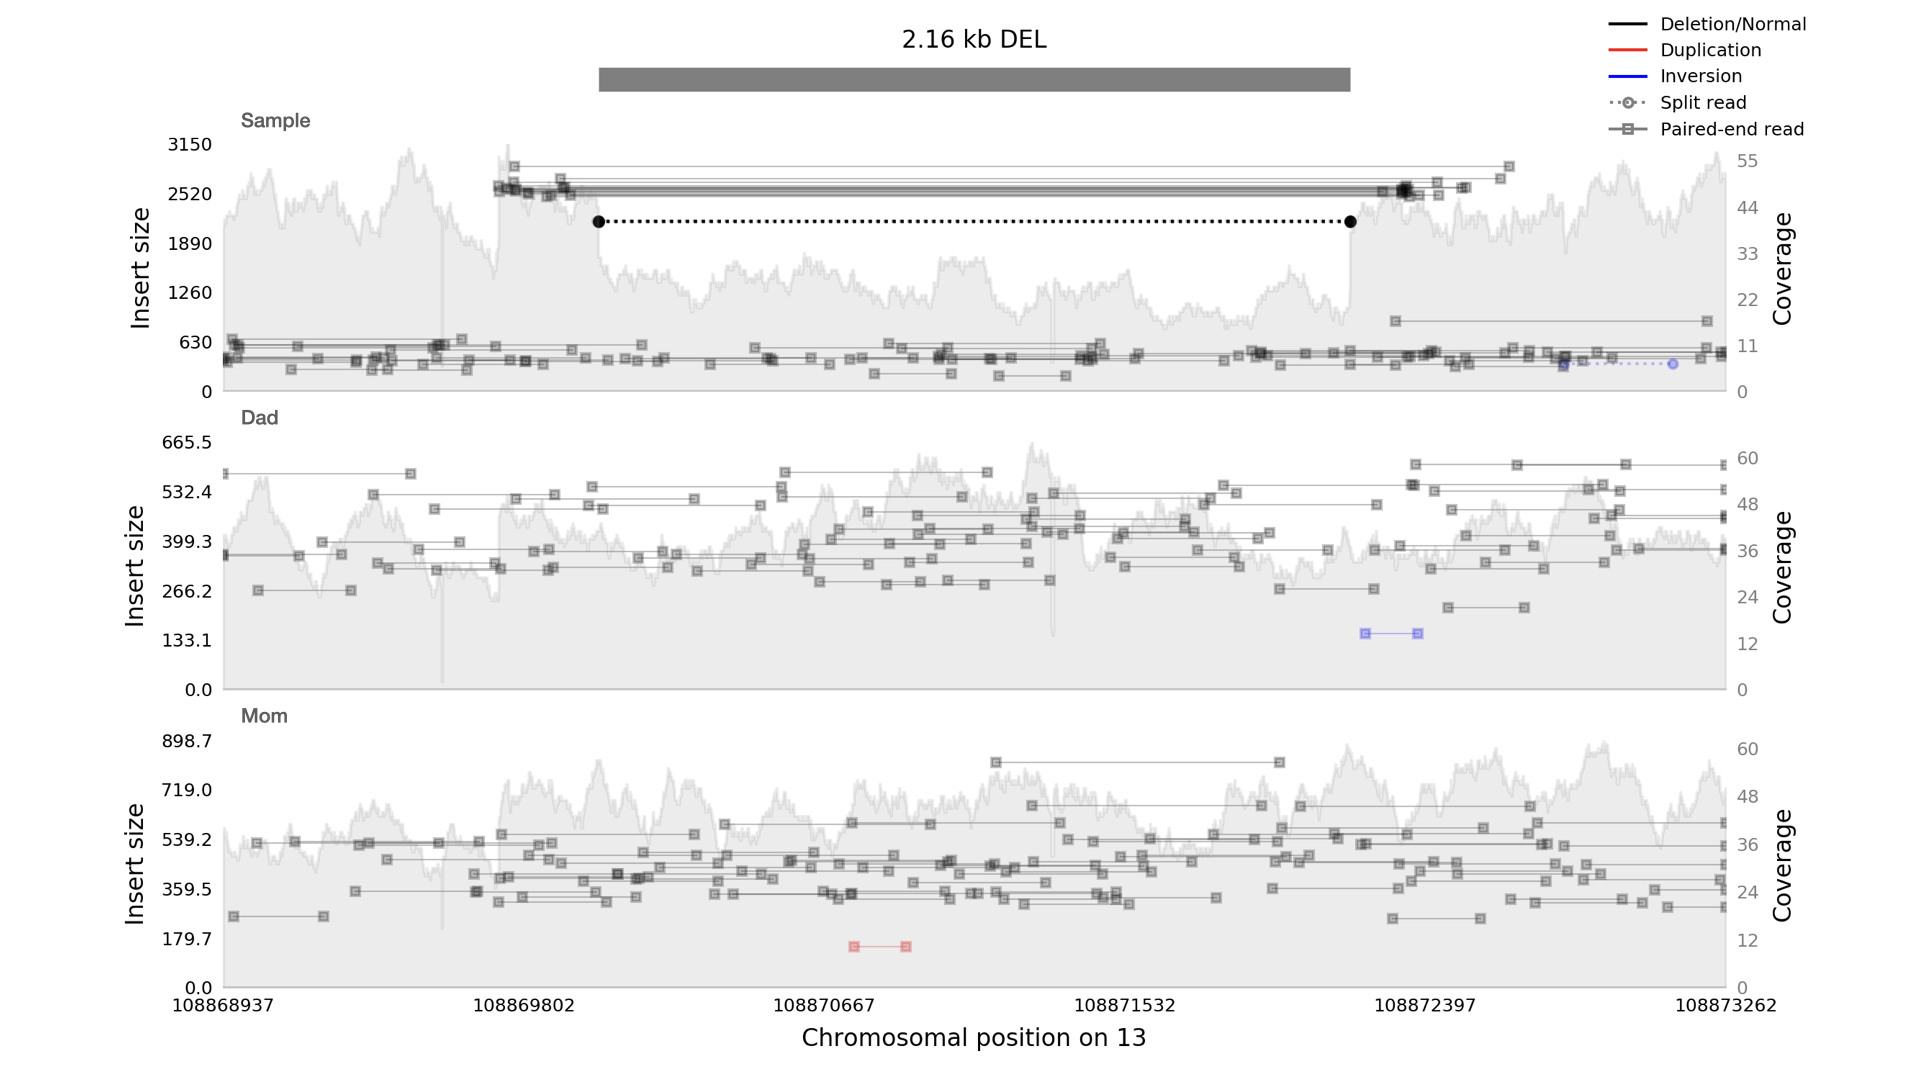 2.16 kb DEL
Deletion/Normal
Duplication
Inversion
Split read
Paired-end read
Sample
3150
2520
1890
1260
630
0
Insert size
55
44
33
22
11
0
Coverage
Dad
665.5
532.4
399.3
266.2
133.1
0.0
Insert size
60
48
36
24
12
0
Coverage
Mom
898.7
719.0
539.2
359.5
179.7
0.0
Insert size
60
48
36
24
12
0
Coverage
108868937 108869802 108870667 108871532 108872397 108873262
Chromosomal position on 13